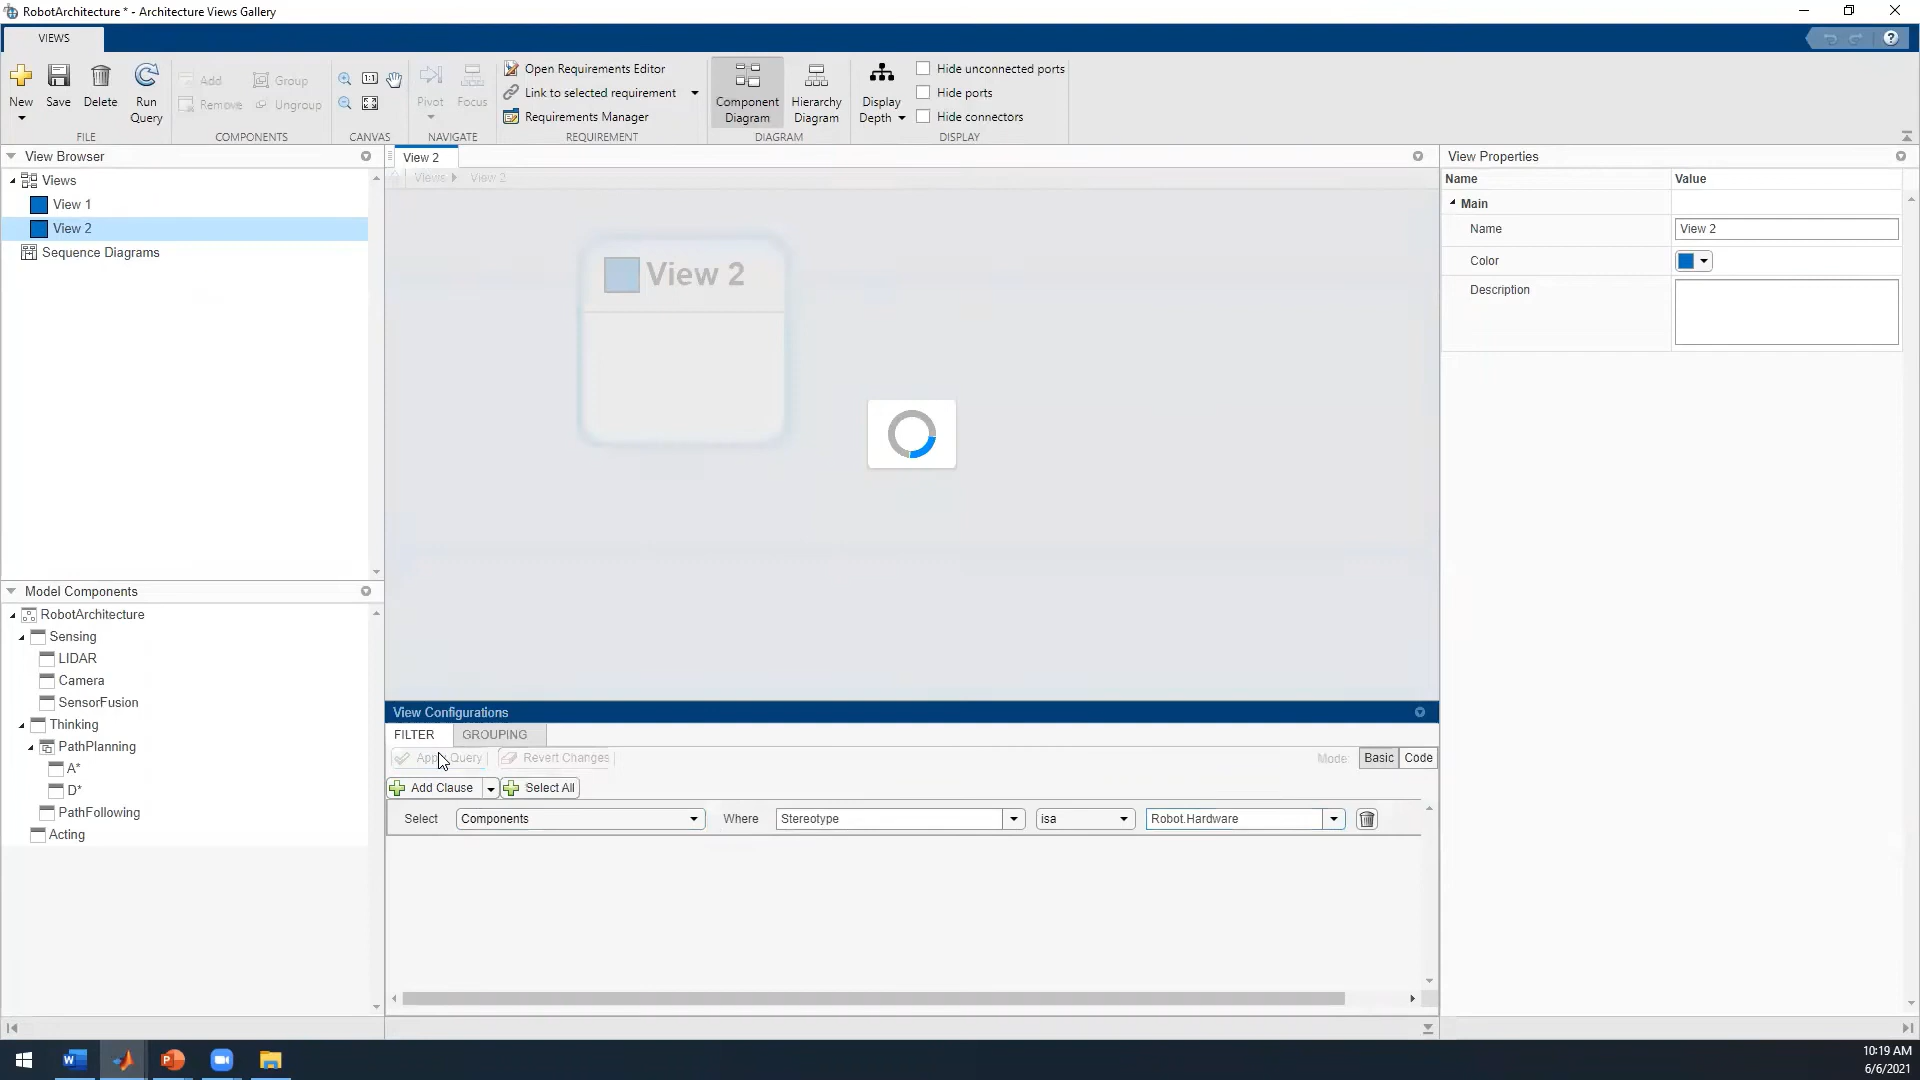 RobotArchitecture * - Architecture Views Gallery
VIEWS
New
Save
Delete
Run
Query
Add
Remove
Group
Ungroup
1:1
Pivot
Focus
Open Requirements Editor
Link to selected requirement
Requirements Manager
Component
Diagram
Hierarchy
Diagram
Display
Depth
Hide unconnected ports
Hide ports
Hide connectors
FILE
COMPONENTS
CANVAS
NAVIGATE
REQUIREMENT
DIAGRAM
DISPLAY
View Browser
Views
View 1
View 2
Sequence Diagrams
Model Components
RobotArchitecture
Sensing
LIDAR
Camera
SensorFusion
Thinking
PathPlanning
A*
D*
PathFollowing
Acting
View 2
Views
View 2
View 2
View Configurations
FILTER
GROUPING
Query
Revert Changes
Mode:
Basic
Code
Add Clause
Select All
Select
Components
Where
Stereotype
isa
Robot.Hardware
View Properties
Name
Value
Main
Name
View 2
Color
Description
10:19 AM
6/6/2021